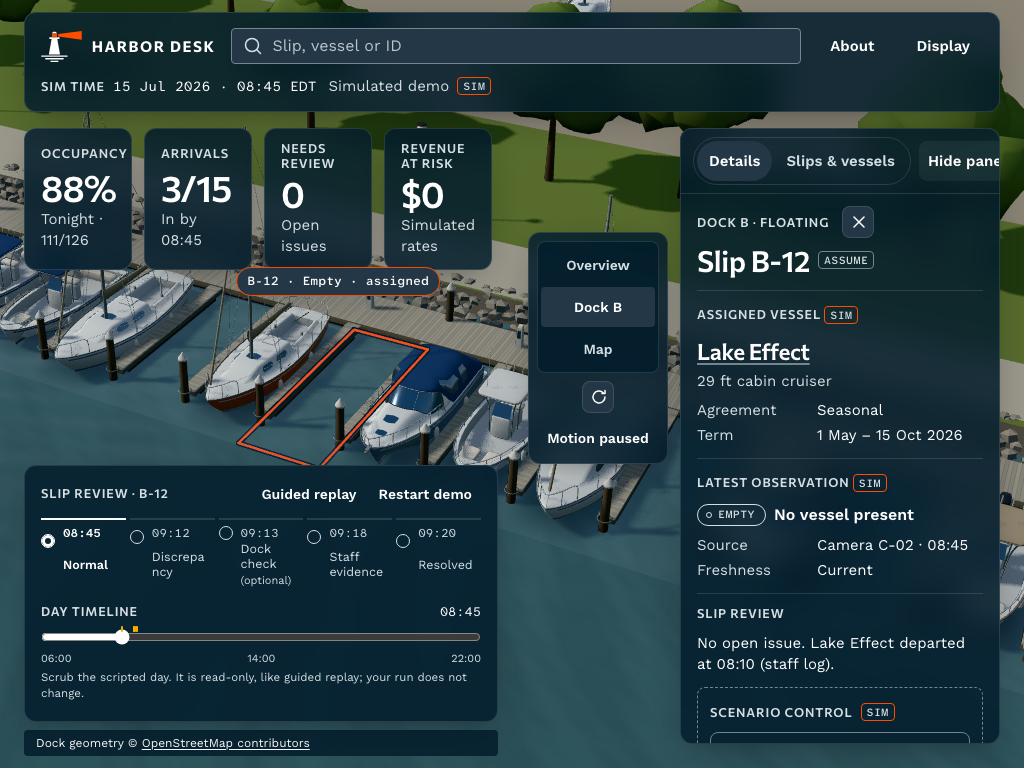 HARBOR DESK
Slip, vessel or ID
About
Display
SIM TIME 15 Jul 2026 · 08:45 EDT Simulated demo SIM
OCCUPANCY
88%
Tonight ·
111/126
ARRIVALS
3/15
In by
08:45
NEEDS
REVIEW
0
Open
issues
REVENUE
AT RISK
$0
Simulated
rates
B-12 · Empty · assigned
Overview
Dock B
Map
Motion paused
SLIP REVIEW · B-12
Guided replay
Restart demo
08:45
Normal
09:12
Discrepa
ncy
09:13
Dock
check
(optional)
09:18
Staff
evidence
09:20
Resolved
DAY TIMELINE
08:45
06:00
14:00
22:00
Scrub the scripted day. It is read-only, like guided replay; your run does not
change.
Dock geometry © OpenStreetMap contributors
Details
Slips & vessels
Hide pane
DOCK B · FLOATING
Slip B-12 ASSUME
ASSIGNED VESSEL SIM
Lake Effect
29 ft cabin cruiser
Agreement Seasonal
Term 1 May – 15 Oct 2026
LATEST OBSERVATION SIM
EMPTY No vessel present
Source Camera C-02 · 08:45
Freshness Current
SLIP REVIEW
No open issue. Lake Effect departed
at 08:10 (staff log).
SCENARIO CONTROL SIM